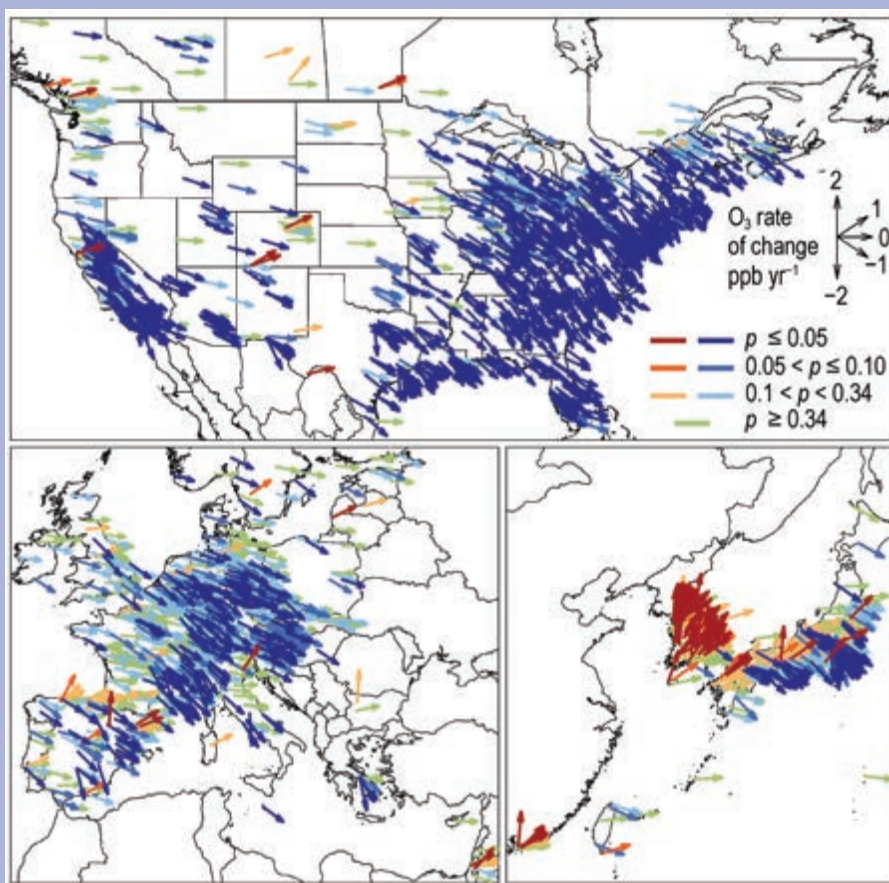 2
O₃ rate
of change
ppb yr⁻¹
1
0
−1
−2
p ≤ 0.05
0.05 < p ≤ 0.10
0.1 < p < 0.34
p ≥ 0.34